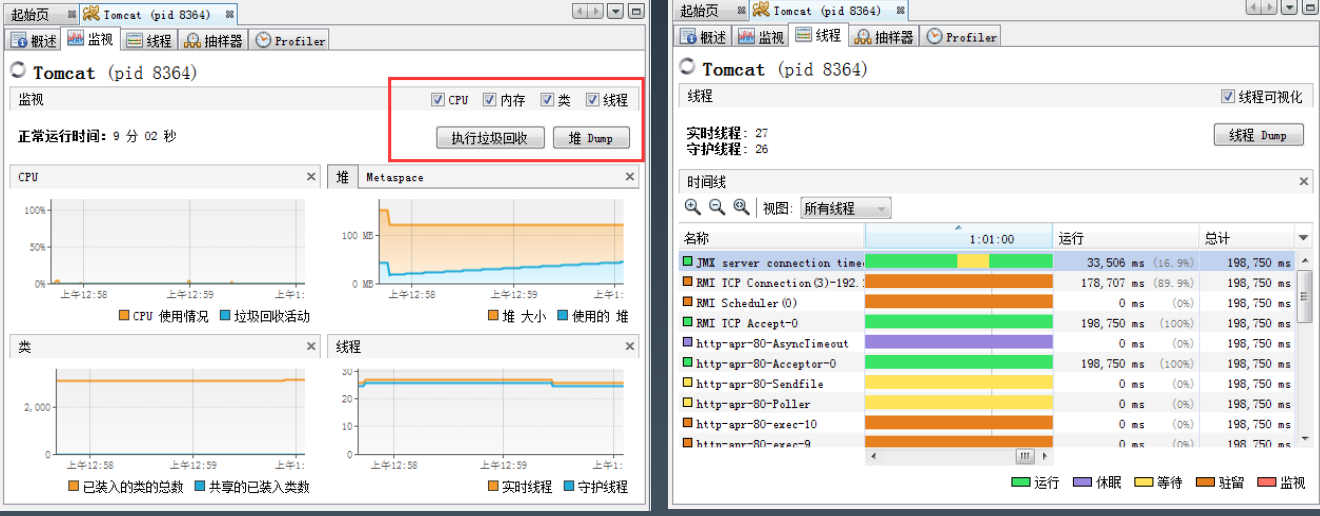 起始页 Tomcat (pid 8364)
概述 监视 线程 抽样器 Profiler
Tomcat (pid 8364)
监视 CPU 内存 类 线程
正常运行时间: 9 分 02 秒 执行垃圾回收 堆 Dump
CPU
100%
50%
0%
上午12:58 上午12:59 上午1:
CPU 使用情况 垃圾回收活动
堆 Metaspace
100 MB
0 MB
上午12:58 上午12:59 上午1:
堆 大小 使用的 堆
类
2,000
0
上午12:58 上午12:59 上午1:
已装入的类的总数 共享的已装入类数
线程
30
20
10
0
上午12:58 上午12:59 上午1:
实时线程 守护线程
起始页 Tomcat (pid 8364)
概述 监视 线程 抽样器 Profiler
Tomcat (pid 8364)
线程 线程可视化
实时线程: 27
守护线程: 26
线程 Dump
时间线
视图: 所有线程
名称 1:01:00 运行 总计
JMX server connection time 33,506 ms (16.9%) 198,750 ms
RMI TCP Connection(3)-192. 178,707 ms (89.9%) 198,750 ms
RMI Scheduler(0) 0 ms (0%) 198,750 ms
RMI TCP Accept-0 198,750 ms (100%) 198,750 ms
http-apr-80-AsyncTimeout 0 ms (0%) 198,750 ms
http-apr-80-Acceptor-0 198,750 ms (100%) 198,750 ms
http-apr-80-Sendfile 0 ms (0%) 198,750 ms
http-apr-80-Poller 0 ms (0%) 198,750 ms
http-apr-80-exec-10 0 ms (0%) 198,750 ms
http-apr-80-exec-9 0 ms (0%) 198,750 ms
运行 休眠 等待 驻留 监视